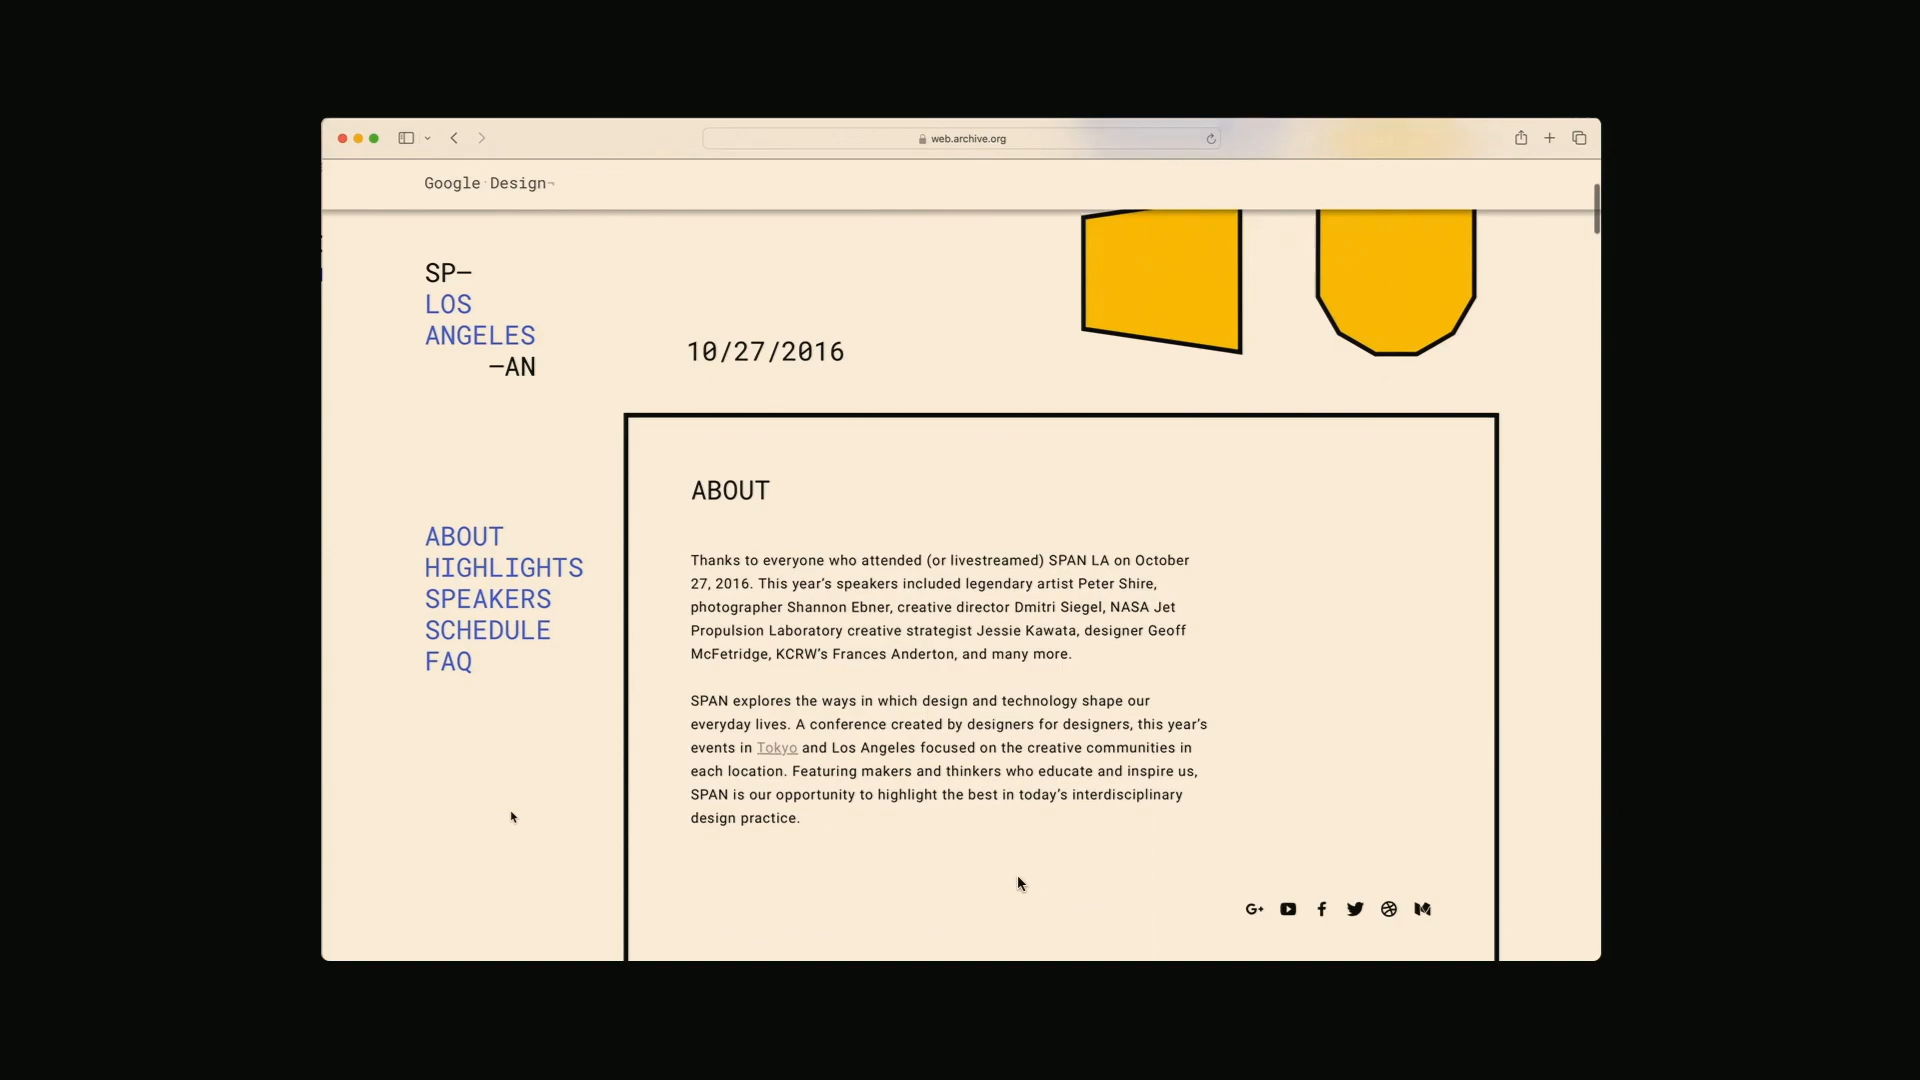 web.archive.org
Google Design¬
SP—
LOS
ANGELES
—AN
10/27/2016
ABOUT
HIGHLIGHTS
SPEAKERS
SCHEDULE
FAQ
ABOUT
Thanks to everyone who attended (or livestreamed) SPAN LA on October
27, 2016. This year’s speakers included legendary artist Peter Shire,
photographer Shannon Ebner, creative director Dmitri Siegel, NASA Jet
Propulsion Laboratory creative strategist Jessie Kawata, designer Geoff
McFetridge, KCRW’s Frances Anderton, and many more.
SPAN explores the ways in which design and technology shape our
everyday lives. A conference created by designers for designers, this year’s
events in Tokyo and Los Angeles focused on the creative communities in
each location. Featuring makers and thinkers who educate and inspire us,
SPAN is our opportunity to highlight the best in today’s interdisciplinary
design practice.
G+